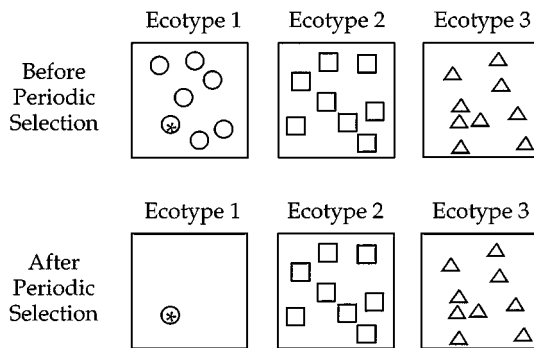 Ecotype 1 Ecotype 2 Ecotype 3
Before
Periodic
Selection
*
Ecotype 1 Ecotype 2 Ecotype 3
After
Periodic
Selection
*